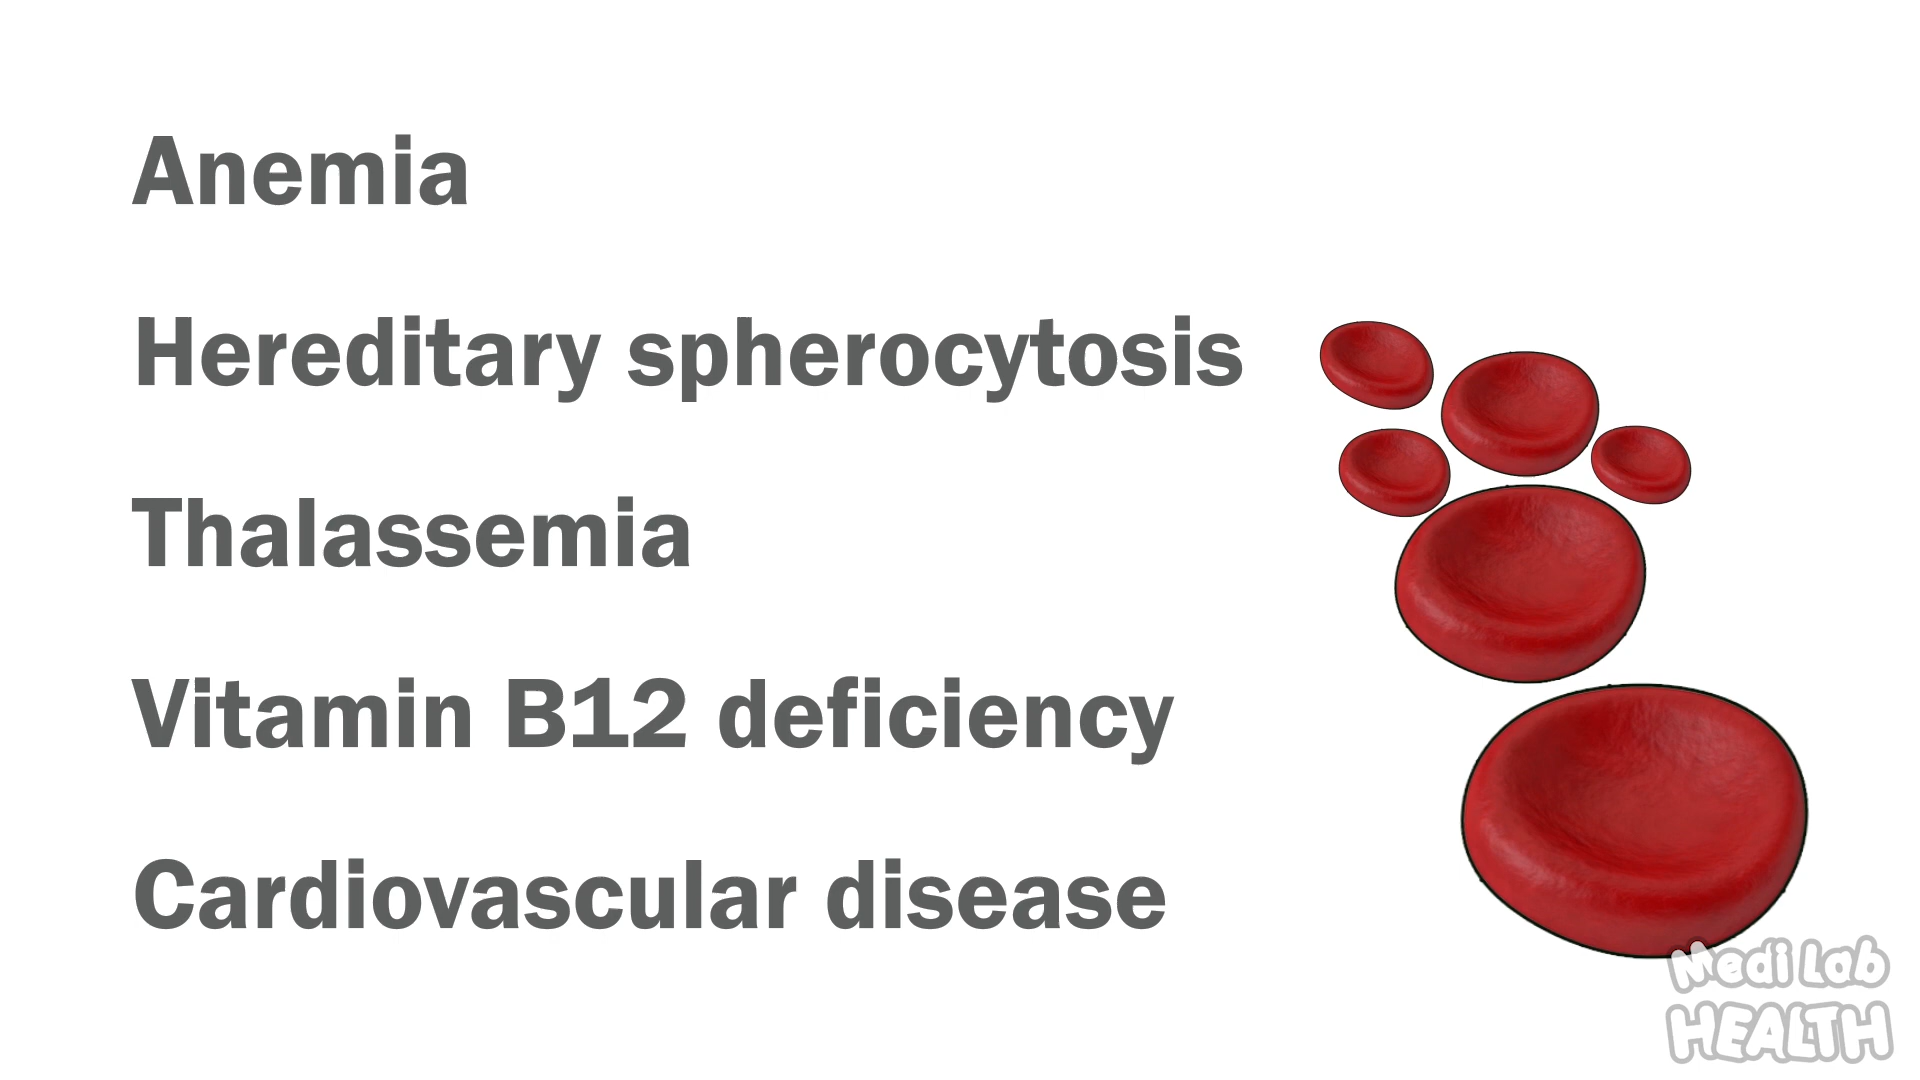 Anemia
Hereditary spherocytosis
Thalassemia
Vitamin B12 deficiency
Cardiovascular disease
Medi Lab
HEALTH